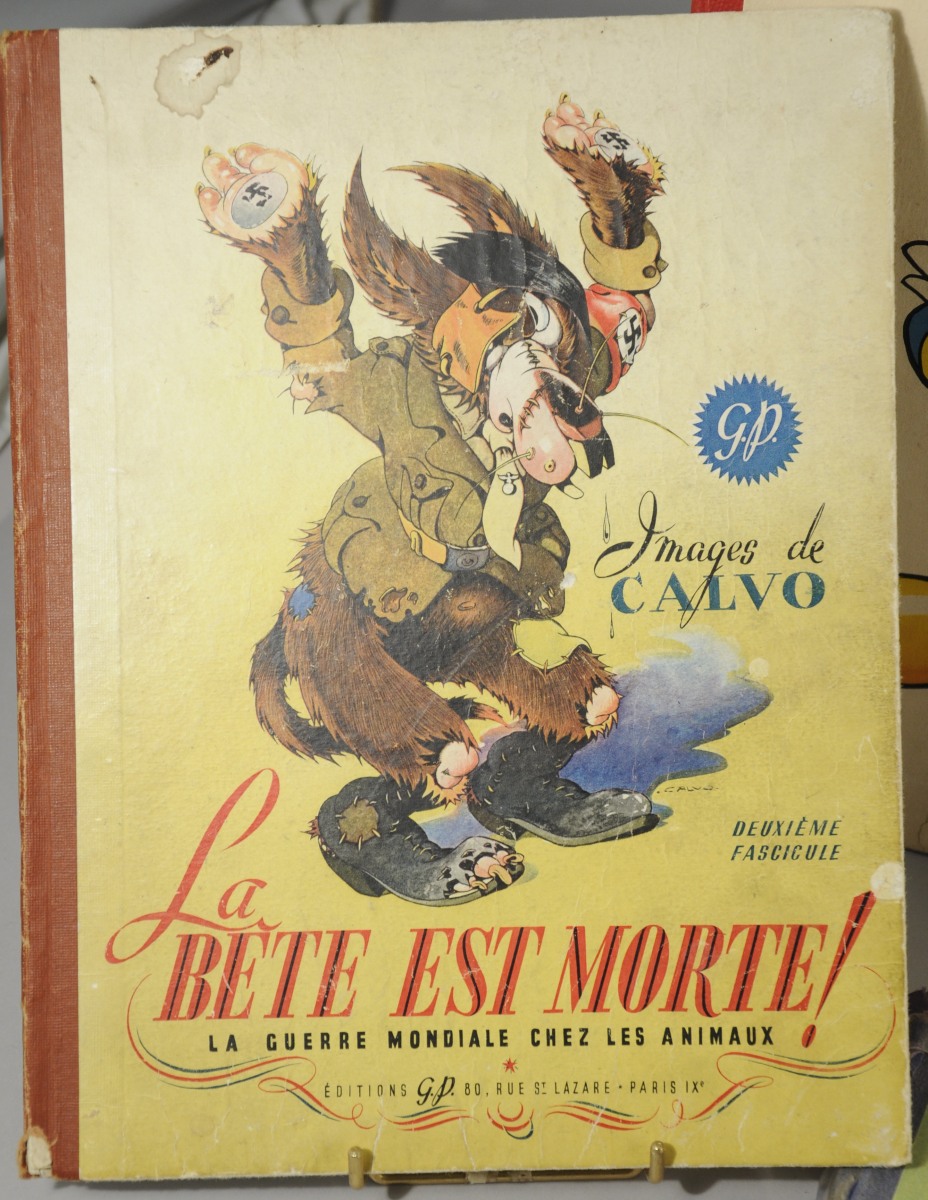 G.P.
Images de
CALVO
CALVO
DEUXIÈME
FASCICULE
La
BÊTE EST MORTE!
LA GUERRE MONDIALE CHEZ LES ANIMAUX
ÉDITIONS G.P. 80, RUE ST LAZARE - PARIS IXe